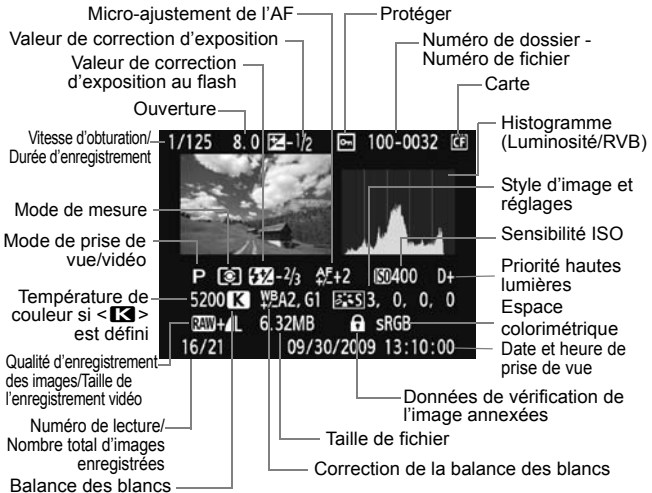 Micro-ajustement de l'AF
Protéger
Valeur de correction d'exposition
Numéro de dossier -
Numéro de fichier
Valeur de correction
d'exposition au flash
Carte
Ouverture
Histogramme
(Luminosité/RVB)
Vitesse d'obturation/
Durée d'enregistrement
1/125 8.0 -1/2 100-0032 CF
Style d'image et
réglages
Mode de mesure
Sensibilité ISO
Mode de prise de
vue/vidéo
P -2/3 AF+2 ISO400 D+
Priorité hautes
lumières
Température de
couleur si <K>
est défini
5200 K WB A2, G1 S 3, 0, 0, 0
Espace
colorimétrique
RAW+L 6.32MB sRGB
16/21 09/30/2009 13:10:00
Date et heure de
prise de vue
Qualité d'enregistrement
des images/Taille de
l'enregistrement vidéo
Données de vérification de
l'image annexées
Numéro de lecture/
Nombre total d'images
enregistrées
Taille de fichier
Correction de la balance des blancs
Balance des blancs